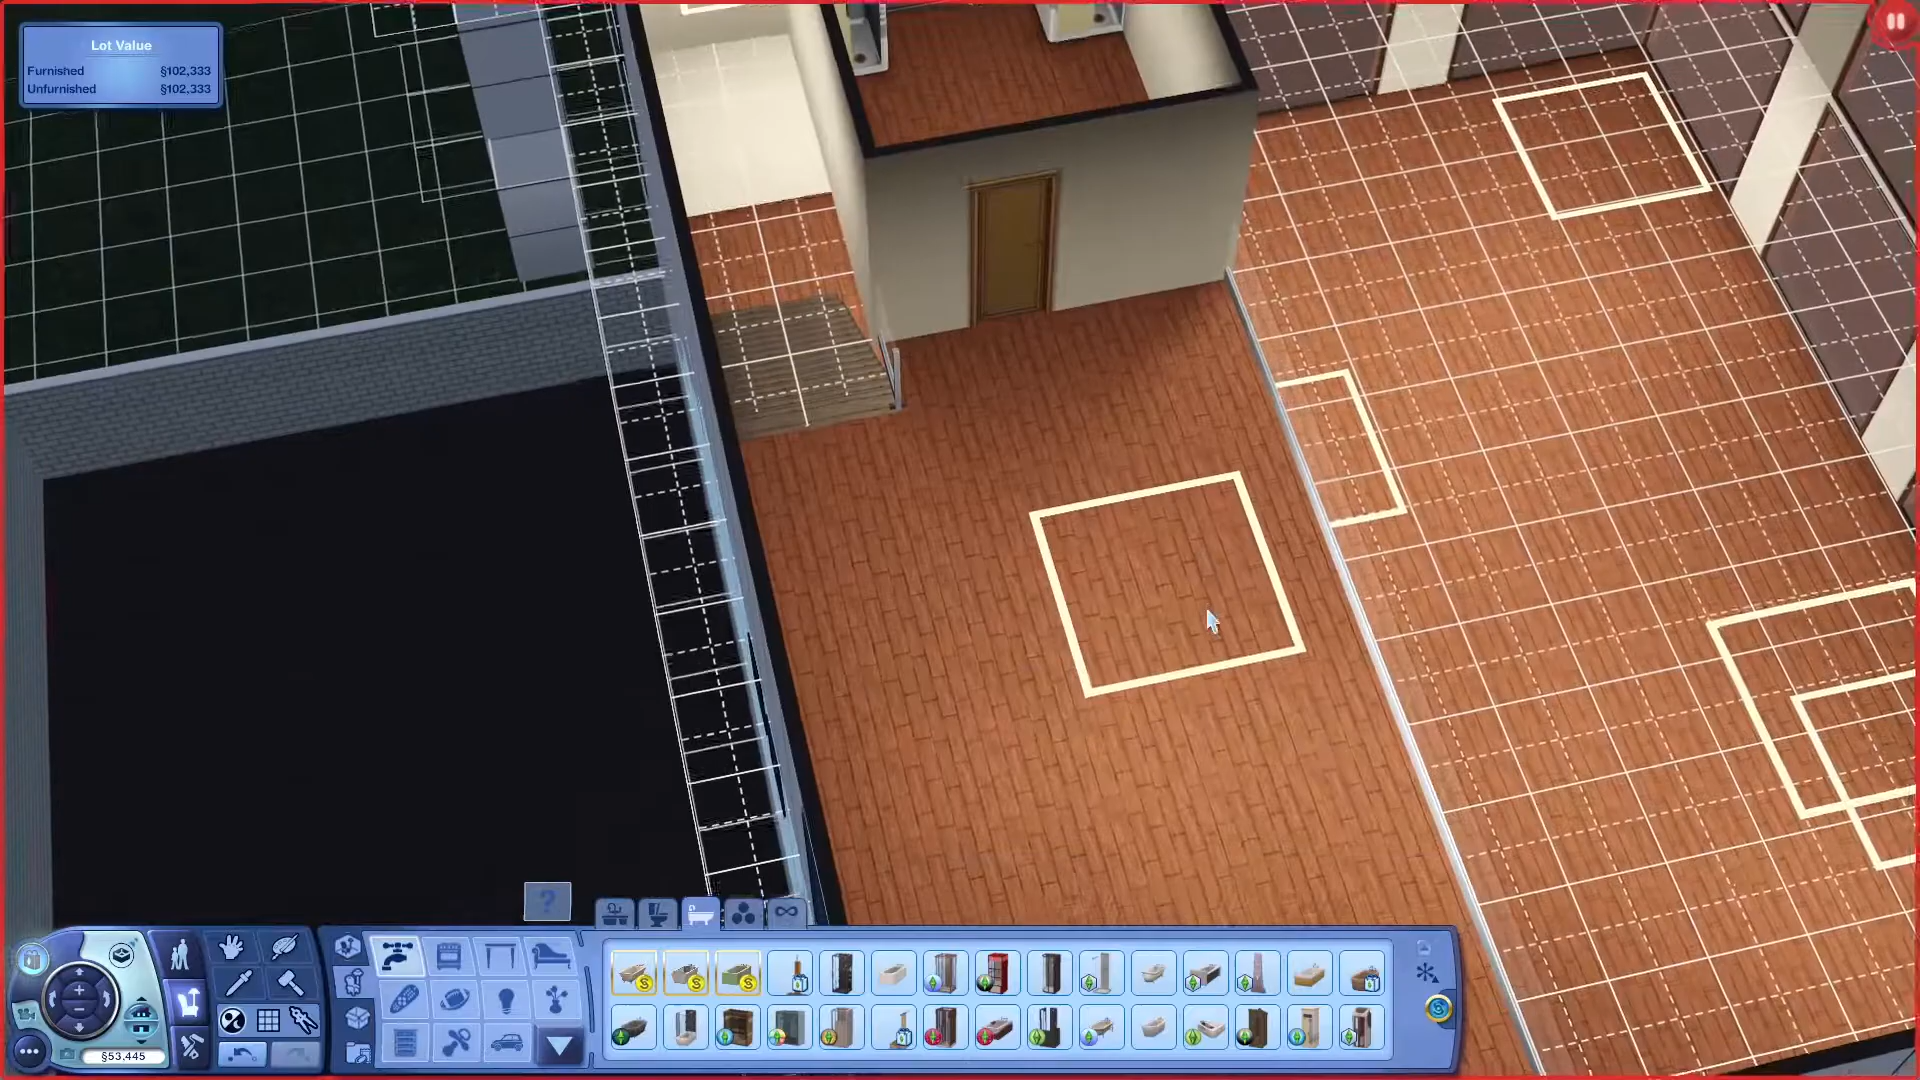 Lot Value
Furnished §102,333
Unfurnished §102,333
?
§53,445